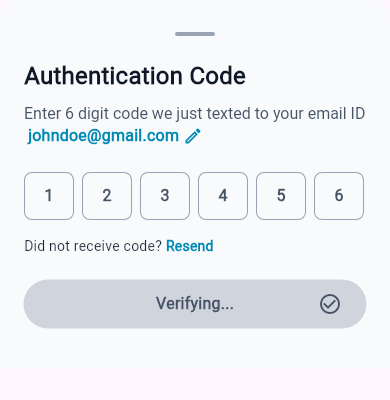 Authentication Code
Enter 6 digit code we just texted to your email ID
johndoe@gmail.com
1 2 3 4 5 6
Did not receive code? Resend
Verifying...